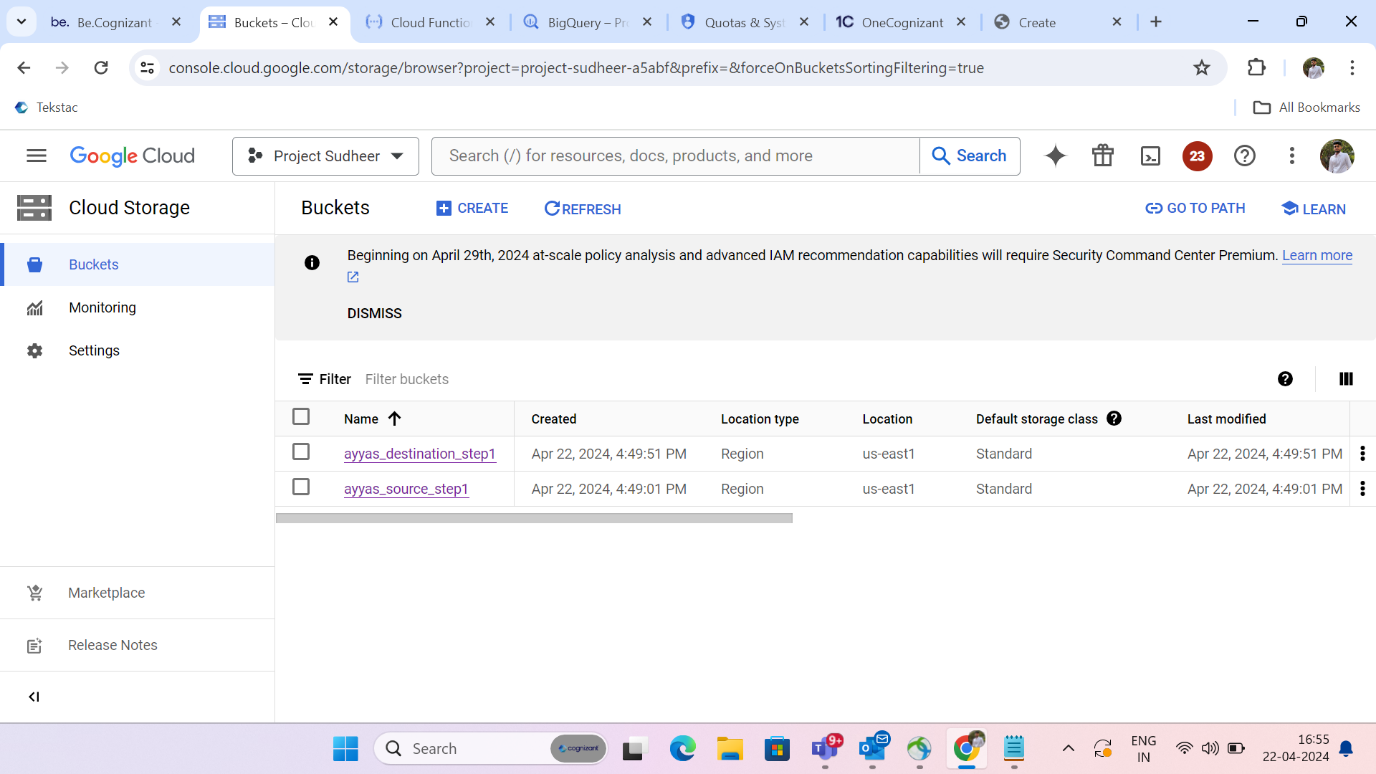 be. Be.Cognizant
Buckets – Clou
Cloud Functio
BigQuery – Pr
Quotas & Syst
1C OneCognizant
Create
console.cloud.google.com/storage/browser?project=project-sudheer-a5abf&prefix=&forceOnBucketsSortingFiltering=true
Tekstac
All Bookmarks
Google Cloud
Project Sudheer
Search (/) for resources, docs, products, and more
Search
23
Cloud Storage
Buckets
CREATE
REFRESH
GO TO PATH
LEARN
Buckets
Monitoring
Settings
Marketplace
Release Notes
Beginning on April 29th, 2024 at-scale policy analysis and advanced IAM recommendation capabilities will require Security Command Center Premium. Learn more
DISMISS
Filter Filter buckets
Name Created Location type Location Default storage class Last modified
ayyas_destination_step1 Apr 22, 2024, 4:49:51 PM Region us-east1 Standard Apr 22, 2024, 4:49:51 PM
ayyas_source_step1 Apr 22, 2024, 4:49:01 PM Region us-east1 Standard Apr 22, 2024, 4:49:01 PM
Search
cognizant
9+
ENG
IN
16:55
22-04-2024